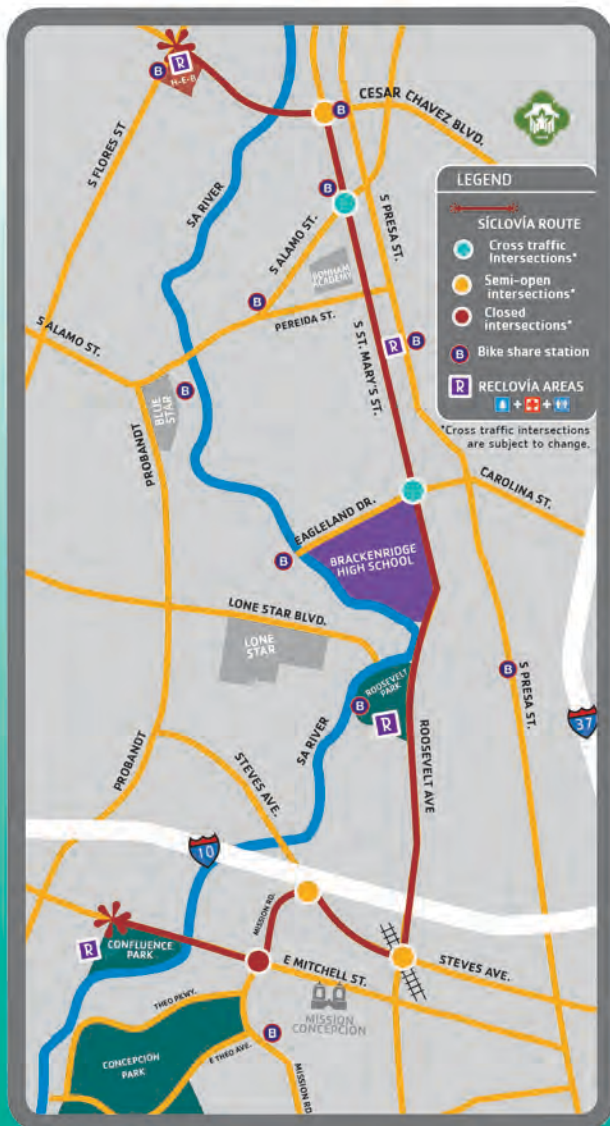 R
H-E-B
B
B
CESAR CHAVEZ BLVD.
S FLORES ST
SA RIVER
B
S ALAMO ST.
S PRESA ST.
BONHAM
ACADEMY
B
PEREIDA ST.
S ALAMO ST.
R
B
S ST. MARY'S ST.
B
BLUE
STAR
PROBANDT
EAGLELAND DR.
CAROLINA ST.
B
BRACKENRIDGE
HIGH SCHOOL
LONE STAR BLVD.
LONE
STAR
ROOSEVELT
PARK
B
R
B
S PRESA ST.
37
PROBANDT
STEVES AVE.
SA RIVER
ROOSEVELT AVE
10
MISSION RD.
R
CONFLUENCE
PARK
E MITCHELL ST.
STEVES AVE.
MISSION
CONCEPCIÓN
THEO PKWY.
B
CONCEPCION
PARK
E THEO AVE.
MISSION RD.
LEGEND
SÍCLOVÍA ROUTE
Cross traffic
Intersections*
Semi-open
intersections*
Closed
intersections*
B Bike share station
R RECLOVÍA AREAS
+ +
*Cross traffic intersections
are subject to change.